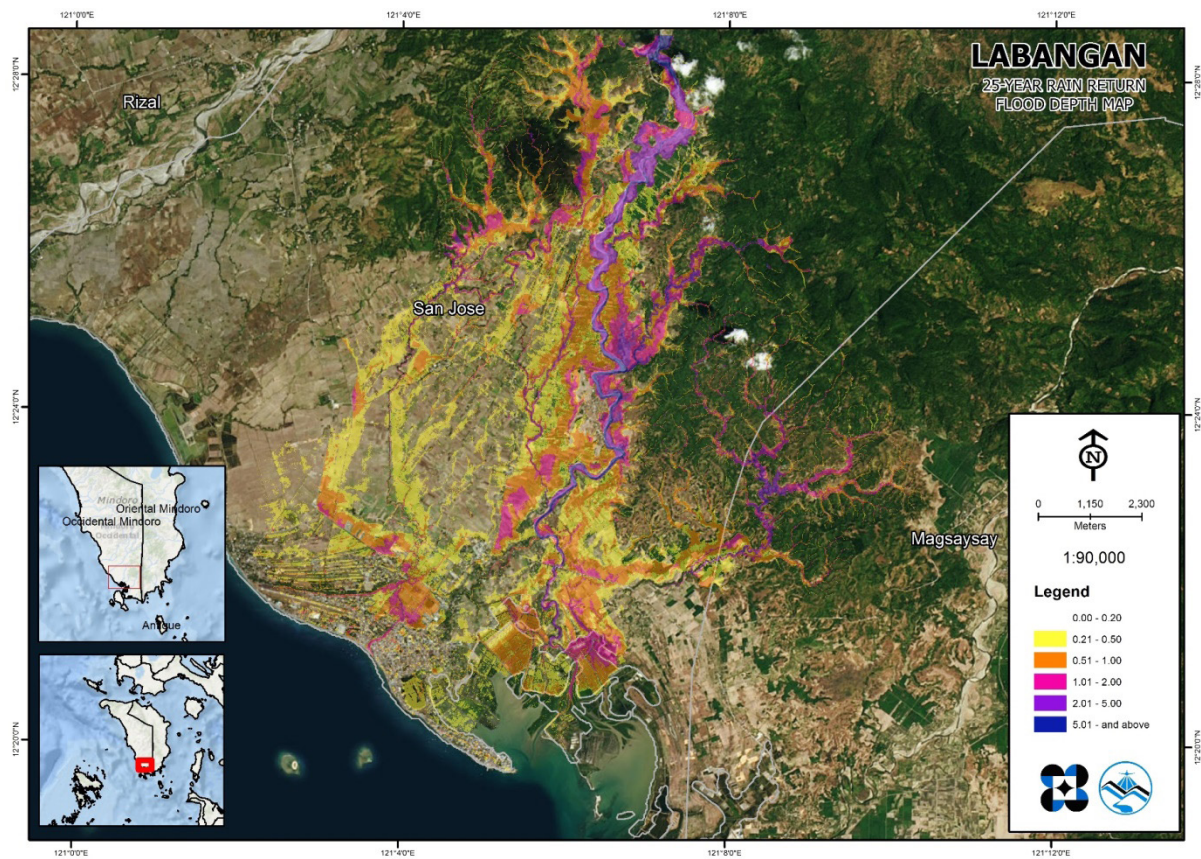 121°0'0"E 121°4'0"E 121°8'0"E 121°12'0"E
12°28'0"N
12°28'0"N
LABANGAN
25-YEAR RAIN RETURN
FLOOD DEPTH MAP
Rizal
San Jose
12°24'0"N
12°24'0"N
Magsaysay
Mindoro
Oriental Mindoro
Occidental Mindoro
Occidental
Antique
N
0 1,150 2,300
Meters
1:90,000
Legend
0.00 - 0.20
0.21 - 0.50
0.51 - 1.00
1.01 - 2.00
2.01 - 5.00
5.01 - and above
12°20'0"N
12°20'0"N
121°0'0"E 121°4'0"E 121°8'0"E 121°12'0"E